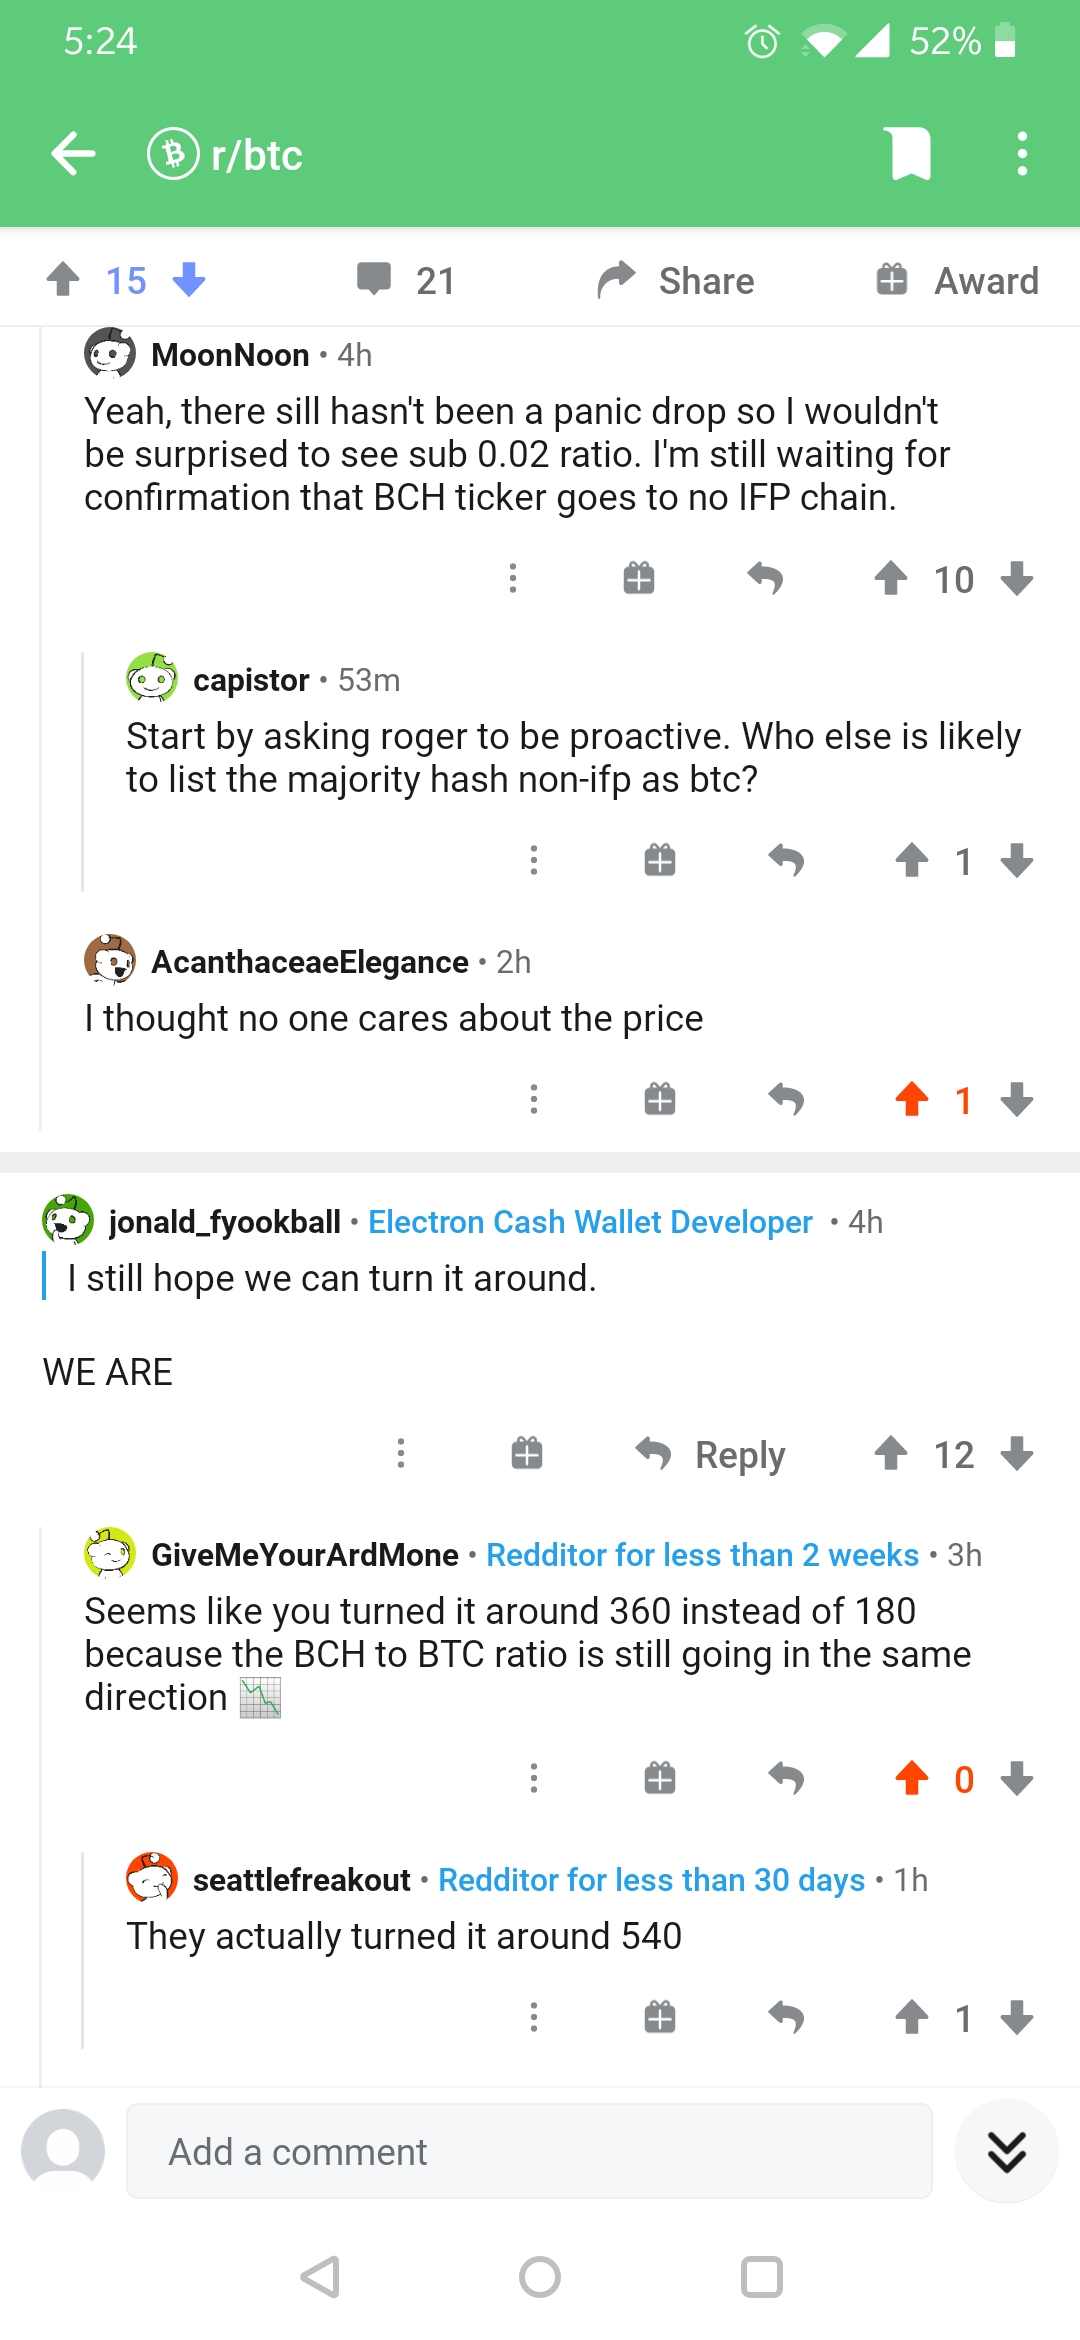 5:24
52%
r/btc
15
21
Share
Award
MoonNoon • 4h
Yeah, there sill hasn't been a panic drop so I wouldn't
be surprised to see sub 0.02 ratio. I'm still waiting for
confirmation that BCH ticker goes to no IFP chain.
10
capistor • 53m
Start by asking roger to be proactive. Who else is likely
to list the majority hash non-ifp as btc?
1
AcanthaceaeElegance • 2h
I thought no one cares about the price
1
jonald_fyookball • Electron Cash Wallet Developer • 4h
I still hope we can turn it around.
WE ARE
Reply
12
GiveMeYourArdMone • Redditor for less than 2 weeks • 3h
Seems like you turned it around 360 instead of 180
because the BCH to BTC ratio is still going in the same
direction
0
seattlefreakout • Redditor for less than 30 days • 1h
They actually turned it around 540
1
Add a comment